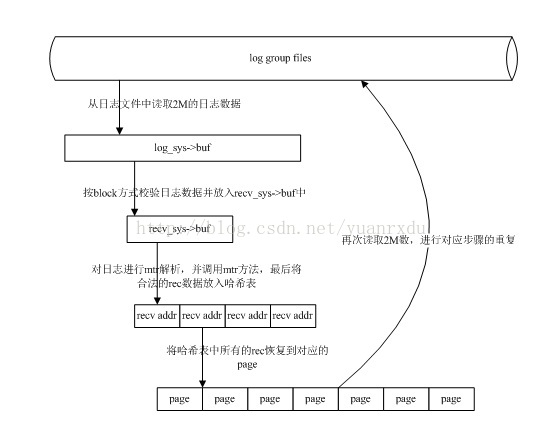 log group files
从日志文件中读取2M的日志数据
log_sys->buf
按block方式校验日志数据并放入recv_sys->buf中
http://blog.csdn.net/yuanrxdu
recv_sys->buf
再次读取2M数，进行对应步骤的重复
对日志进行mtr解析，并调用mtr方法，最后将
合法的rec数据放入哈希表
recv addr recv addr recv addr recv addr
将哈希表中所有的rec恢复到对应的
page
page page page page page page page